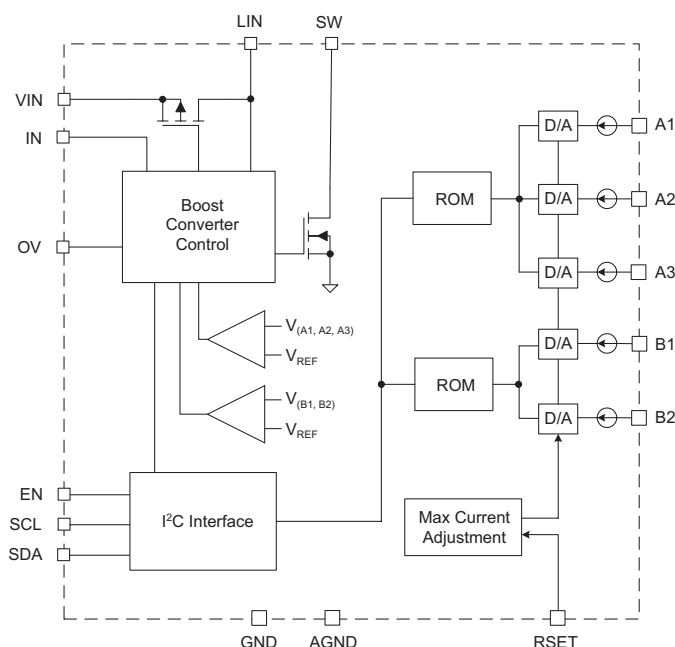 LIN
SW
VIN
IN
OV
Boost
Converter
Control
ROM
D/A
A1
D/A
A2
D/A
A3
V(A1, A2, A3)
VREF
V(B1, B2)
VREF
ROM
D/A
B1
D/A
B2
EN
SCL
SDA
I²C Interface
Max Current
Adjustment
GND
AGND
RSET